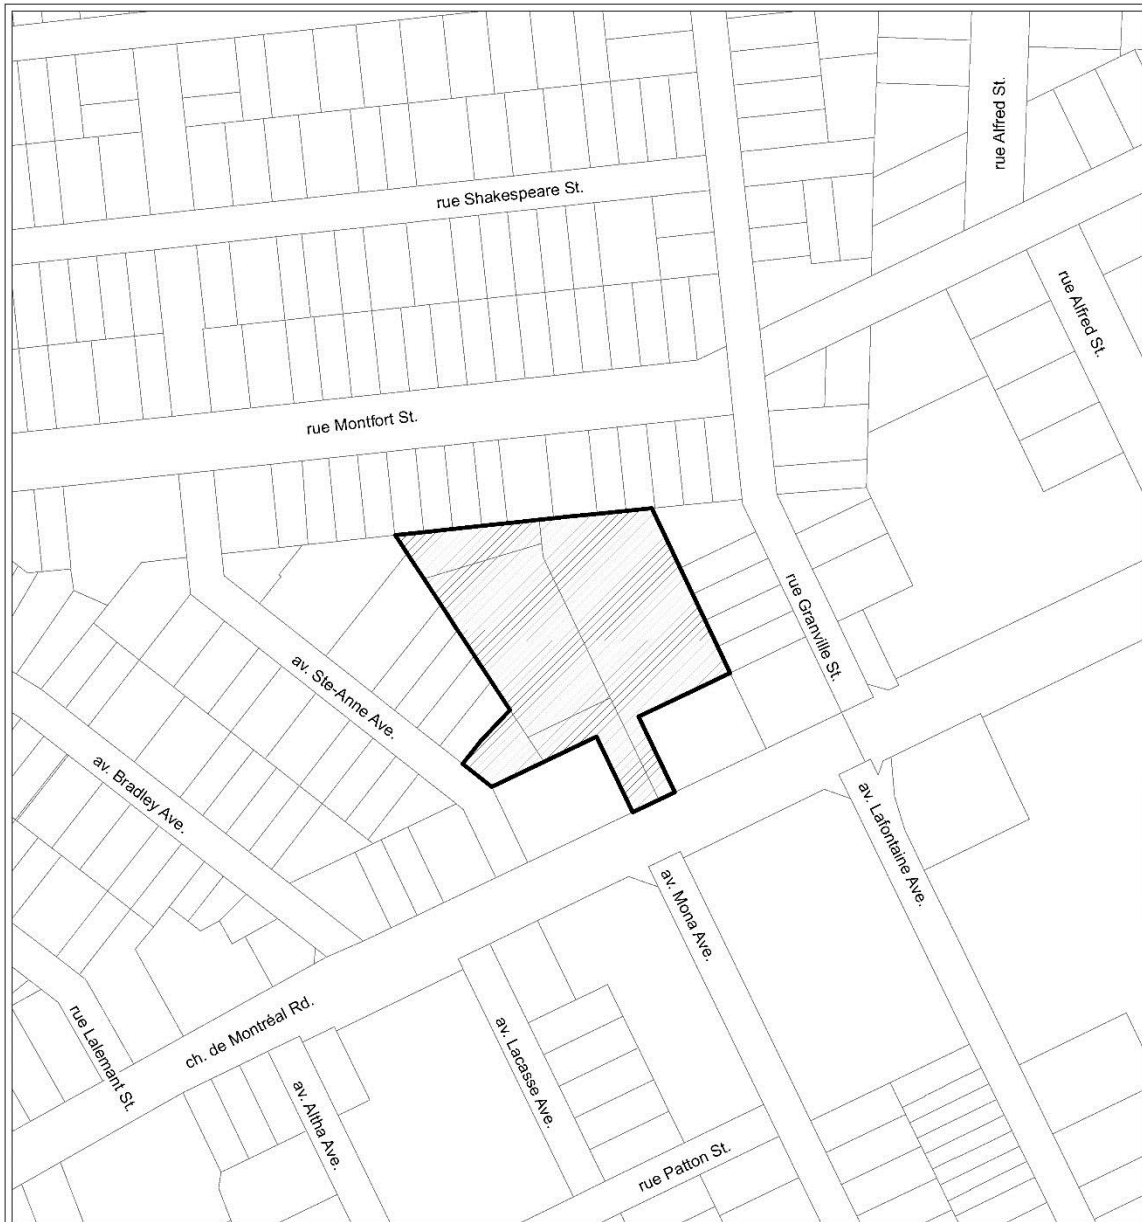 rue Alfred St.
rue Shakespeare St.
rue Alfred St.
rue Montfort St.
rue Granville St.
av. Ste-Anne Ave.
av. Bradley Ave.
av. Lafontaine Ave.
av. Mona Ave.
ch. de Montréal Rd.
rue Lalemant St.
av. Lacasse Ave.
av. Altha Ave.
rue Patton St.